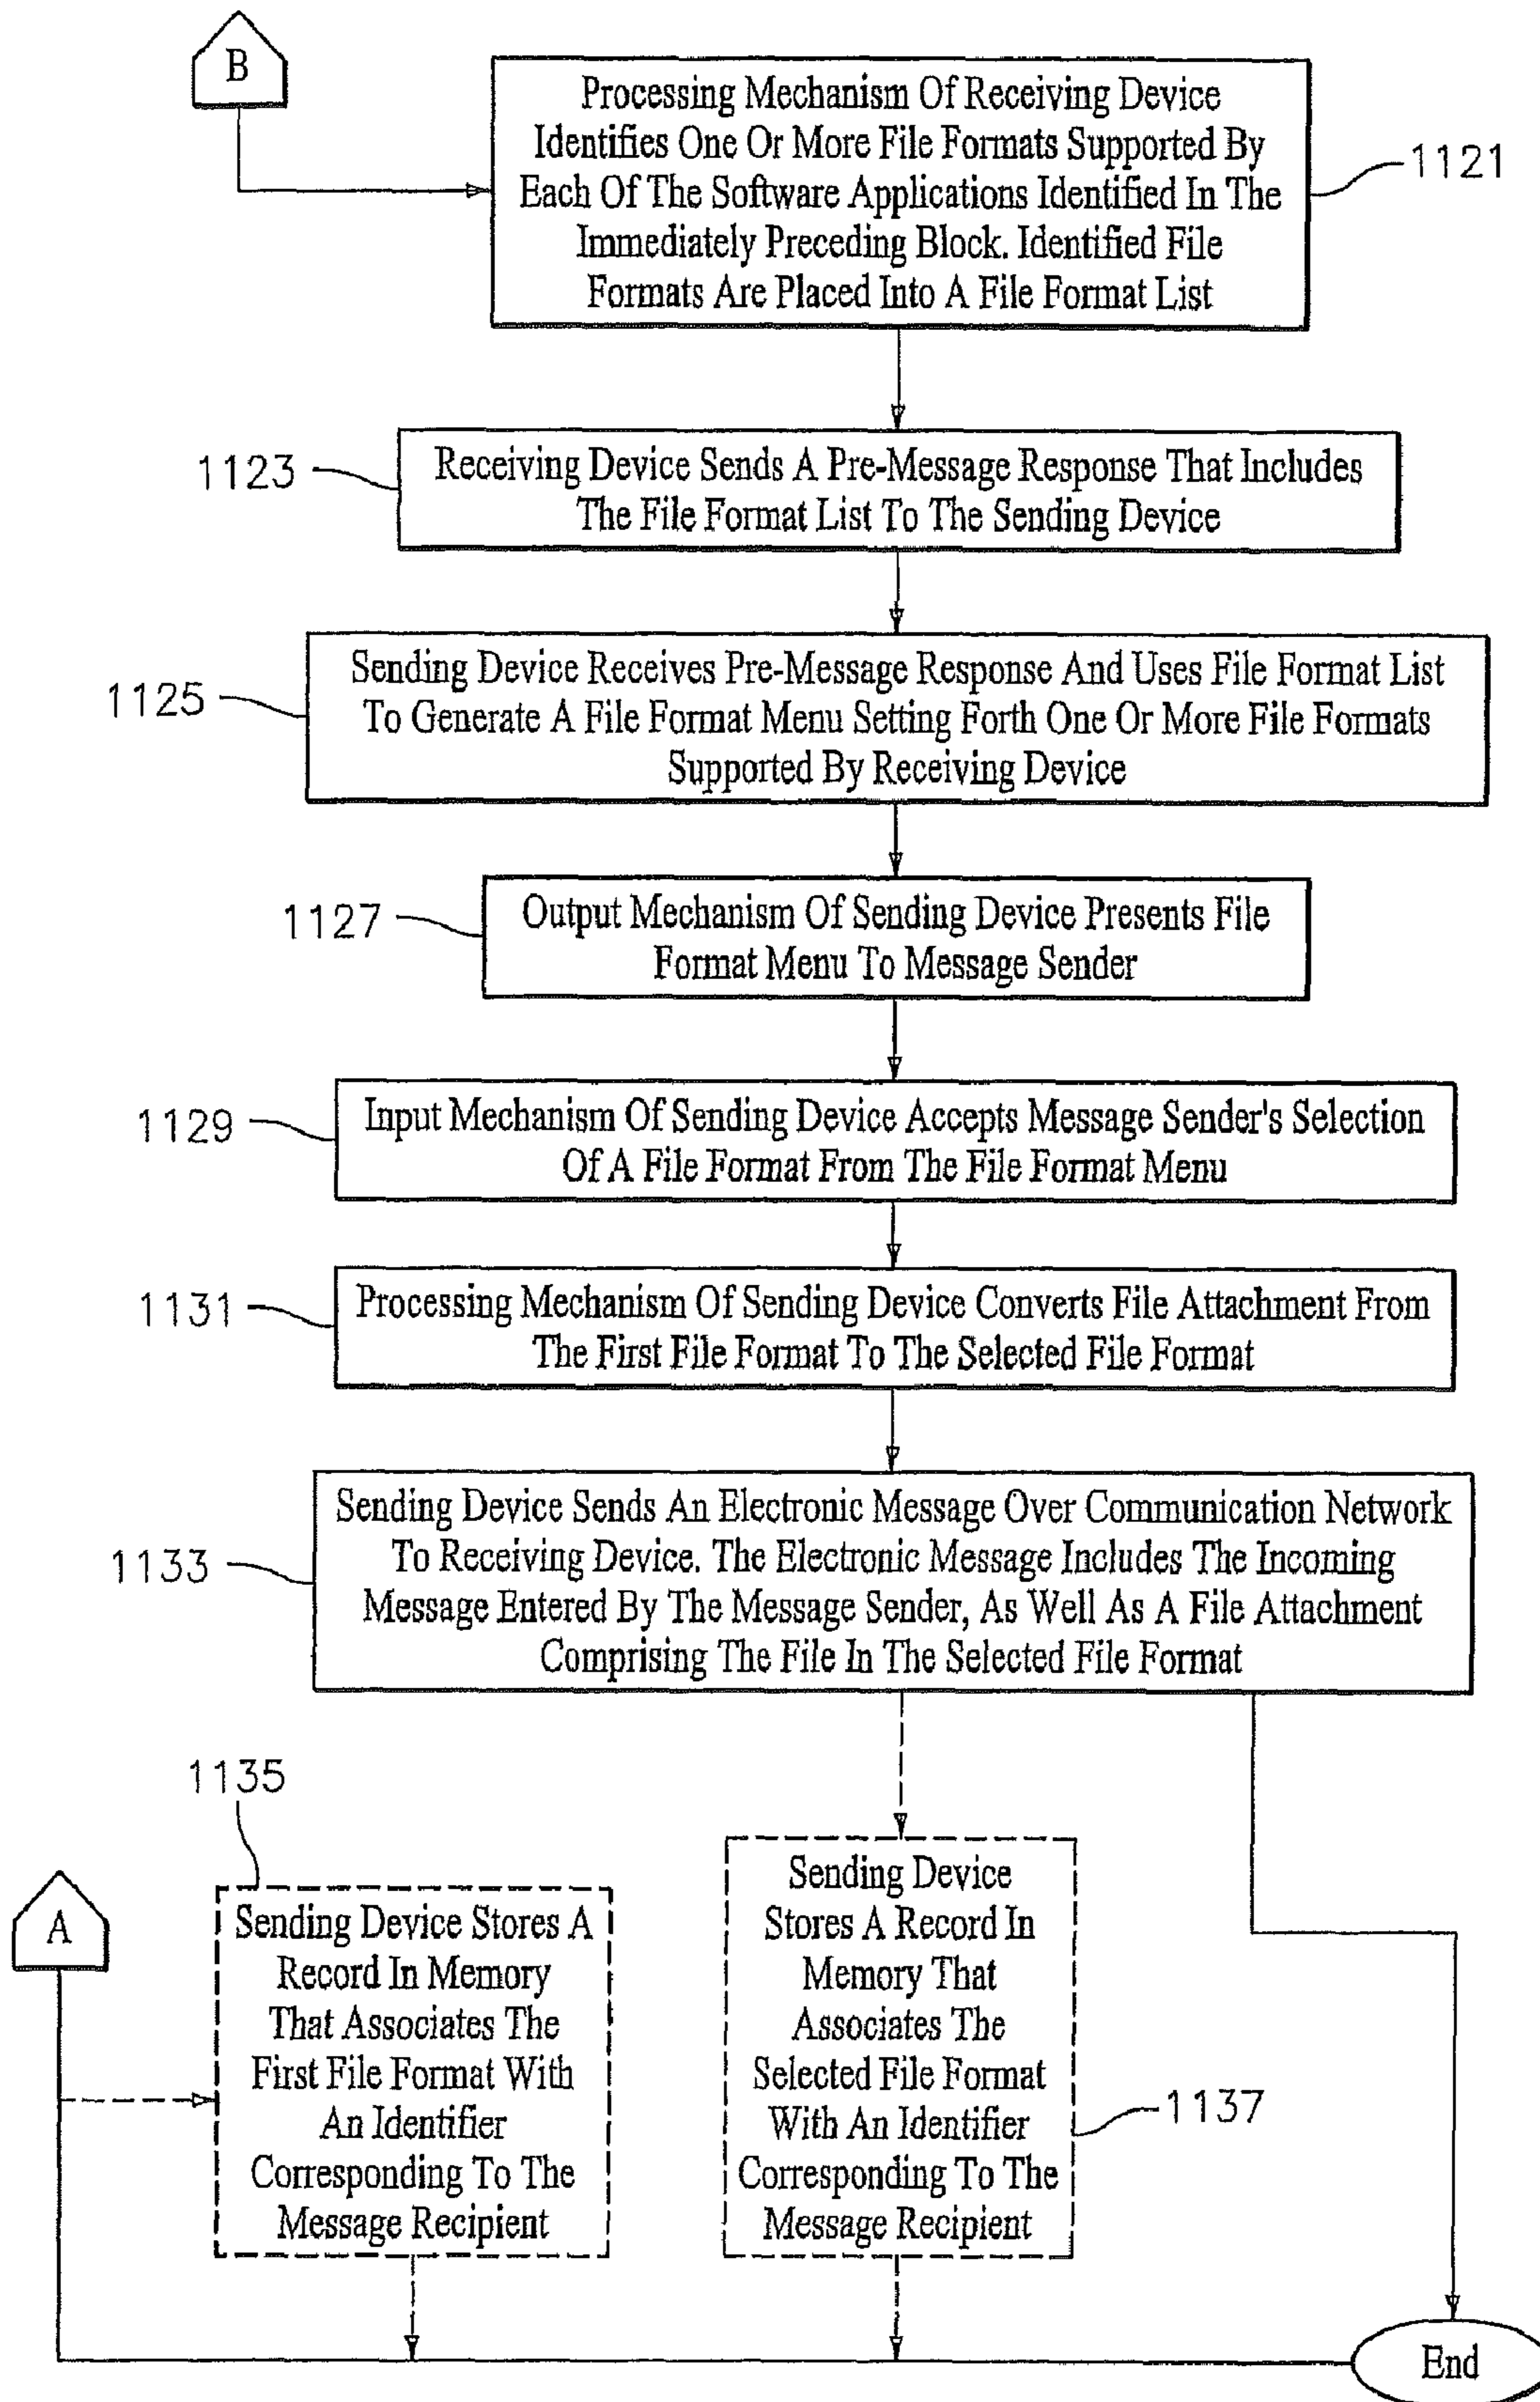 B
Processing Mechanism Of Receiving Device
Identifies One Or More File Formats Supported By
Each Of The Software Applications Identified In The
Immediately Preceding Block. Identified File
Formats Are Placed Into A File Format List
1121
1123
Receiving Device Sends A Pre-Message Response That Includes
The File Format List To The Sending Device
1125
Sending Device Receives Pre-Message Response And Uses File Format List
To Generate A File Format Menu Setting Forth One Or More File Formats
Supported By Receiving Device
1127
Output Mechanism Of Sending Device Presents File
Format Menu To Message Sender
1129
Input Mechanism Of Sending Device Accepts Message Sender's Selection
Of A File Format From The File Format Menu
1131
Processing Mechanism Of Sending Device Converts File Attachment From
The First File Format To The Selected File Format
1133
Sending Device Sends An Electronic Message Over Communication Network
To Receiving Device. The Electronic Message Includes The Incoming
Message Entered By The Message Sender, As Well As A File Attachment
Comprising The File In The Selected File Format
1135
A
Sending Device Stores A
Record In Memory
That Associates The
First File Format With
An Identifier
Corresponding To The
Message Recipient
Sending Device
Stores A Record In
Memory That
Associates The
Selected File Format
With An Identifier
Corresponding To The
Message Recipient
1137
End